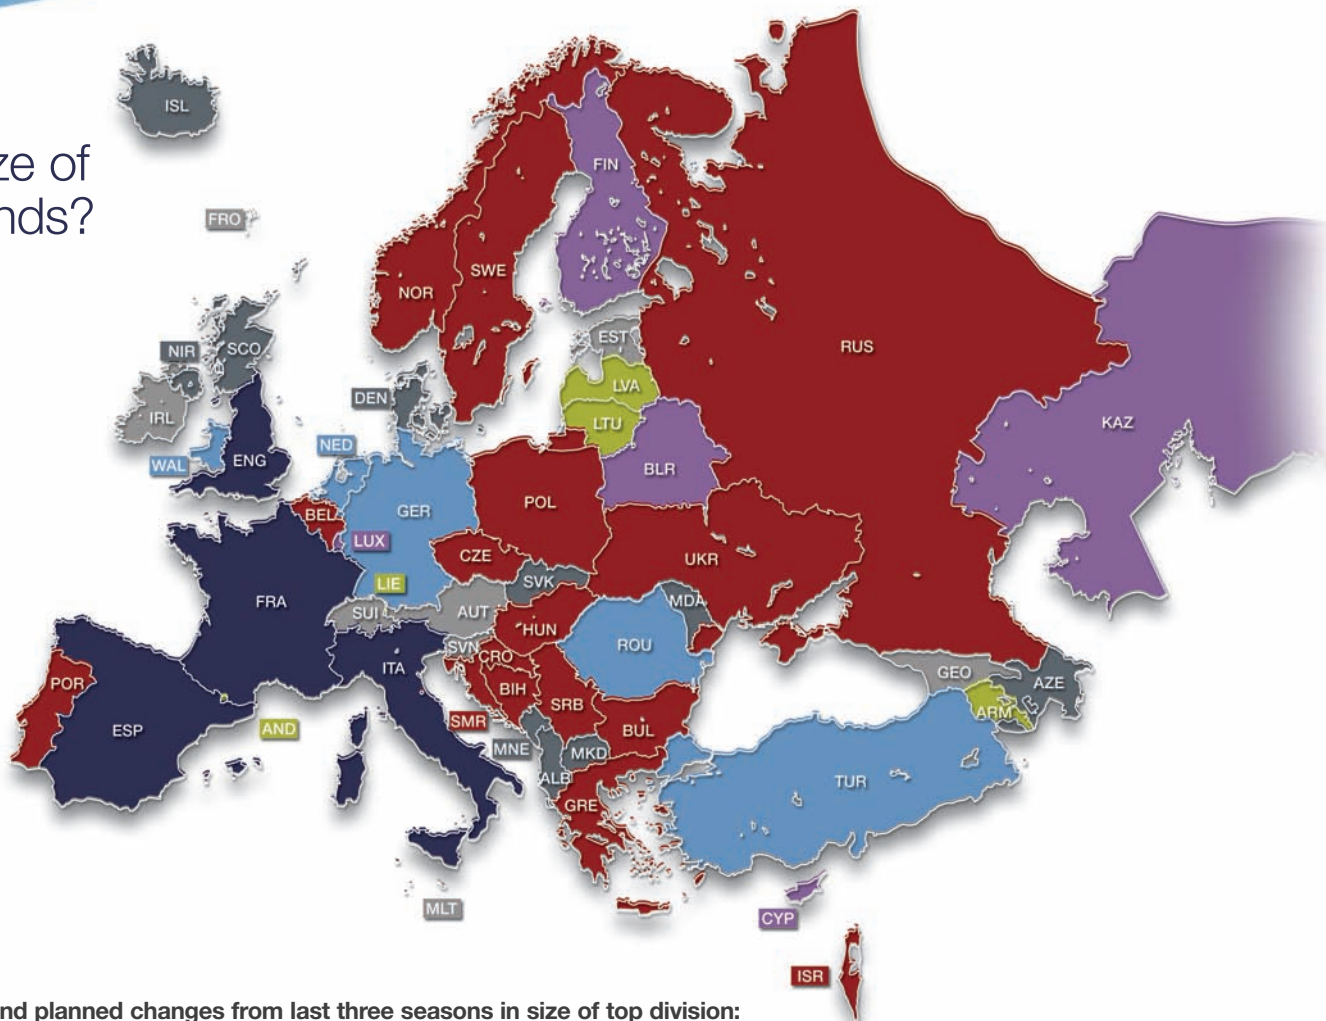 ze of
nds?
ISL
FRO
FIN
SWE
NOR
RUS
EST
LVA
LTU
NIR
SCO
DEN
IRL
NED
KAZ
WAL
ENG
BLR
GER
POL
BEL
LUX
CZE
UKR
LIE
SVK
FRA
SUI
AUT
MDA
HUN
ROU
SVN
CRO
ITA
GEO
AZE
POR
BIH
SRB
ARM
ESP
AND
SMR
BUL
MNE
MKD
ALB
TUR
GRE
MLT
CYP
ISR
nd planned changes from last three seasons in size of top division: